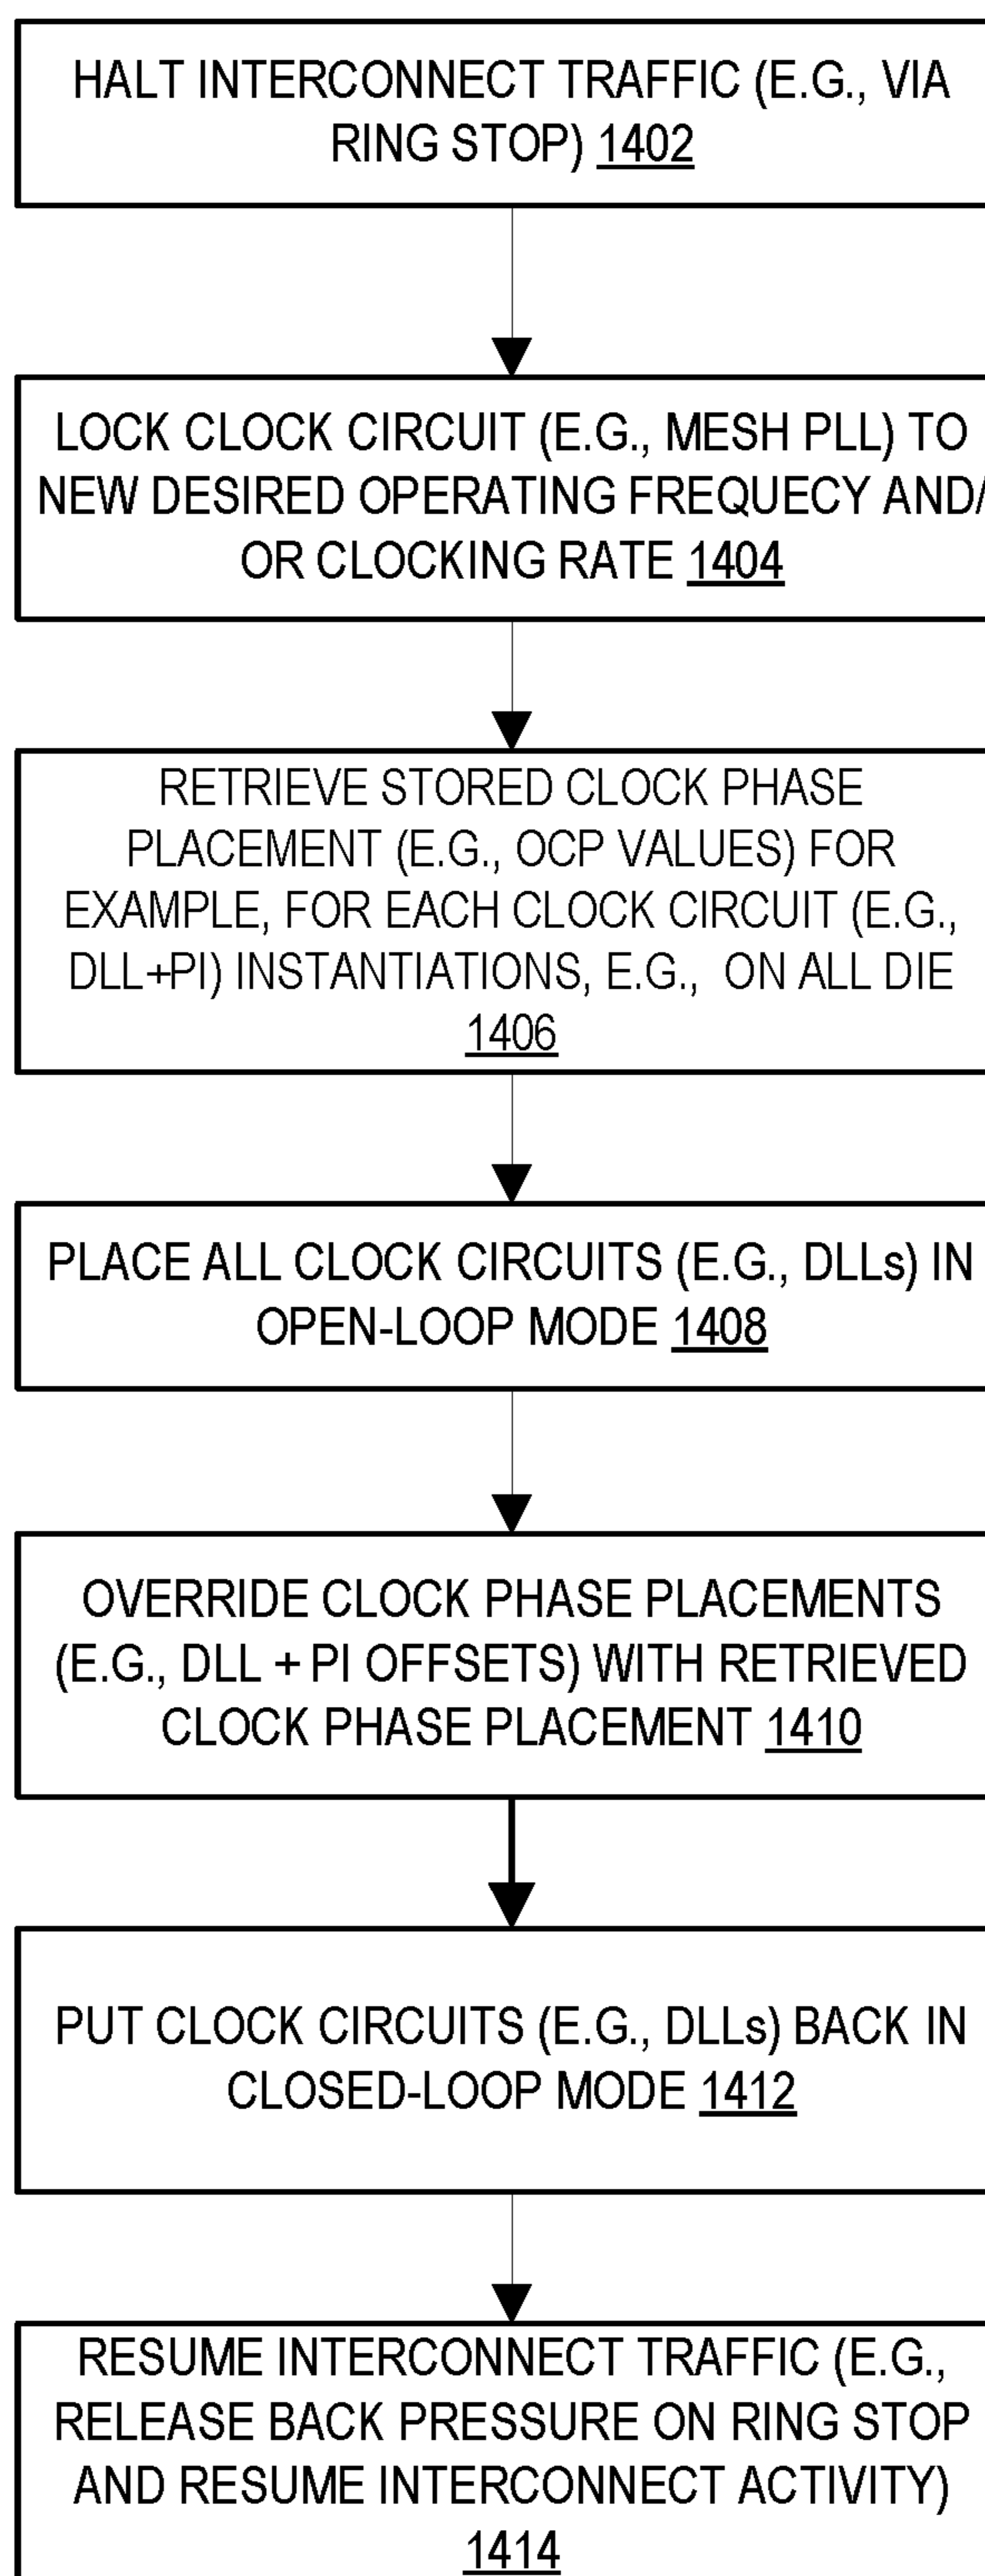 HALT INTERCONNECT TRAFFIC (E.G., VIA
RING STOP) 1402
LOCK CLOCK CIRCUIT (E.G., MESH PLL) TO
NEW DESIRED OPERATING FREQUECY AND/
OR CLOCKING RATE 1404
RETRIEVE STORED CLOCK PHASE
PLACEMENT (E.G., OCP VALUES) FOR
EXAMPLE, FOR EACH CLOCK CIRCUIT (E.G.,
DLL+PI) INSTANTIATIONS, E.G., ON ALL DIE
1406
PLACE ALL CLOCK CIRCUITS (E.G., DLLs) IN
OPEN-LOOP MODE 1408
OVERRIDE CLOCK PHASE PLACEMENTS
(E.G., DLL + PI OFFSETS) WITH RETRIEVED
CLOCK PHASE PLACEMENT 1410
PUT CLOCK CIRCUITS (E.G., DLLs) BACK IN
CLOSED-LOOP MODE 1412
RESUME INTERCONNECT TRAFFIC (E.G.,
RELEASE BACK PRESSURE ON RING STOP
AND RESUME INTERCONNECT ACTIVITY)
1414